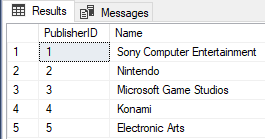 Results Messages
PublisherID Name
1 1 Sony Computer Entertainment
2 2 Nintendo
3 3 Microsoft Game Studios
4 4 Konami
5 5 Electronic Arts